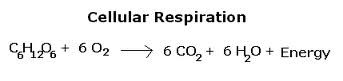 Cellular Respiration
C₆H₁₂O₆ + 6 O₂ ⟶ 6 CO₂ + 6 H₂O + Energy